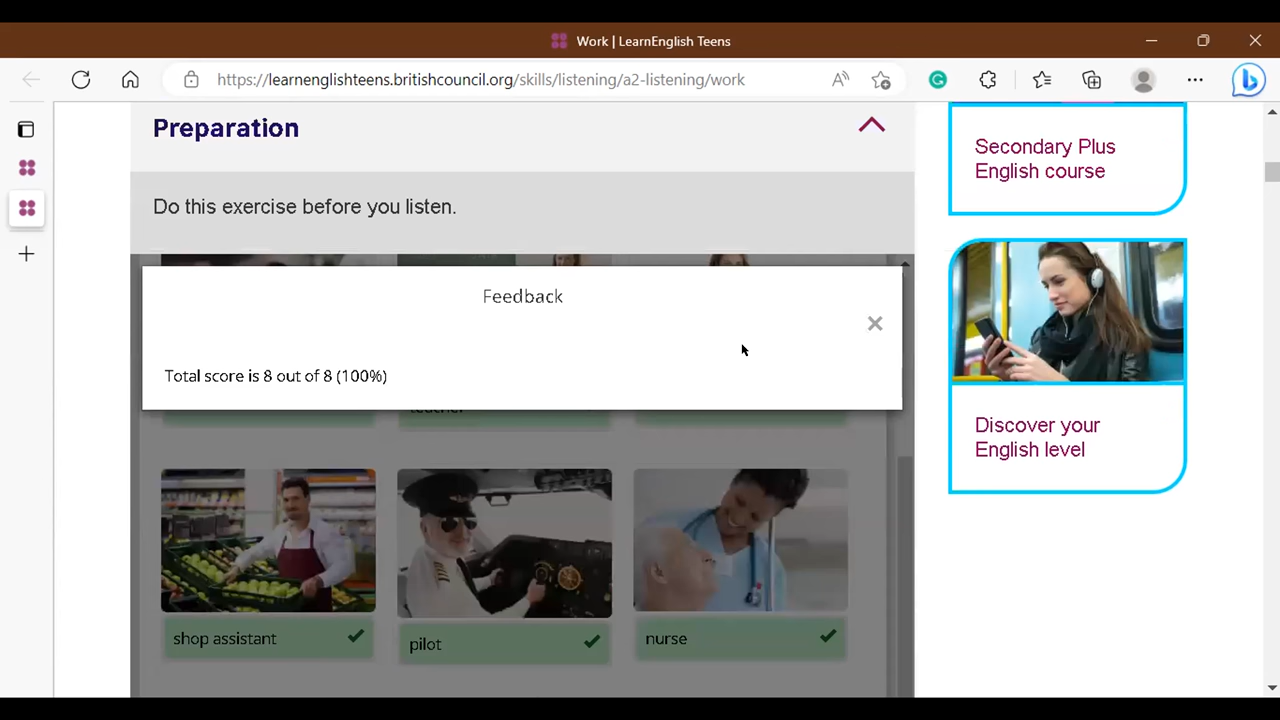 Work | LearnEnglish Teens
https://learnenglishteens.britishcouncil.org/skills/listening/a2-listening/work
Preparation
Do this exercise before you listen.
Feedback
Total score is 8 out of 8 (100%)
teacher
shop assistant
pilot
nurse
Secondary Plus
English course
Discover your
English level